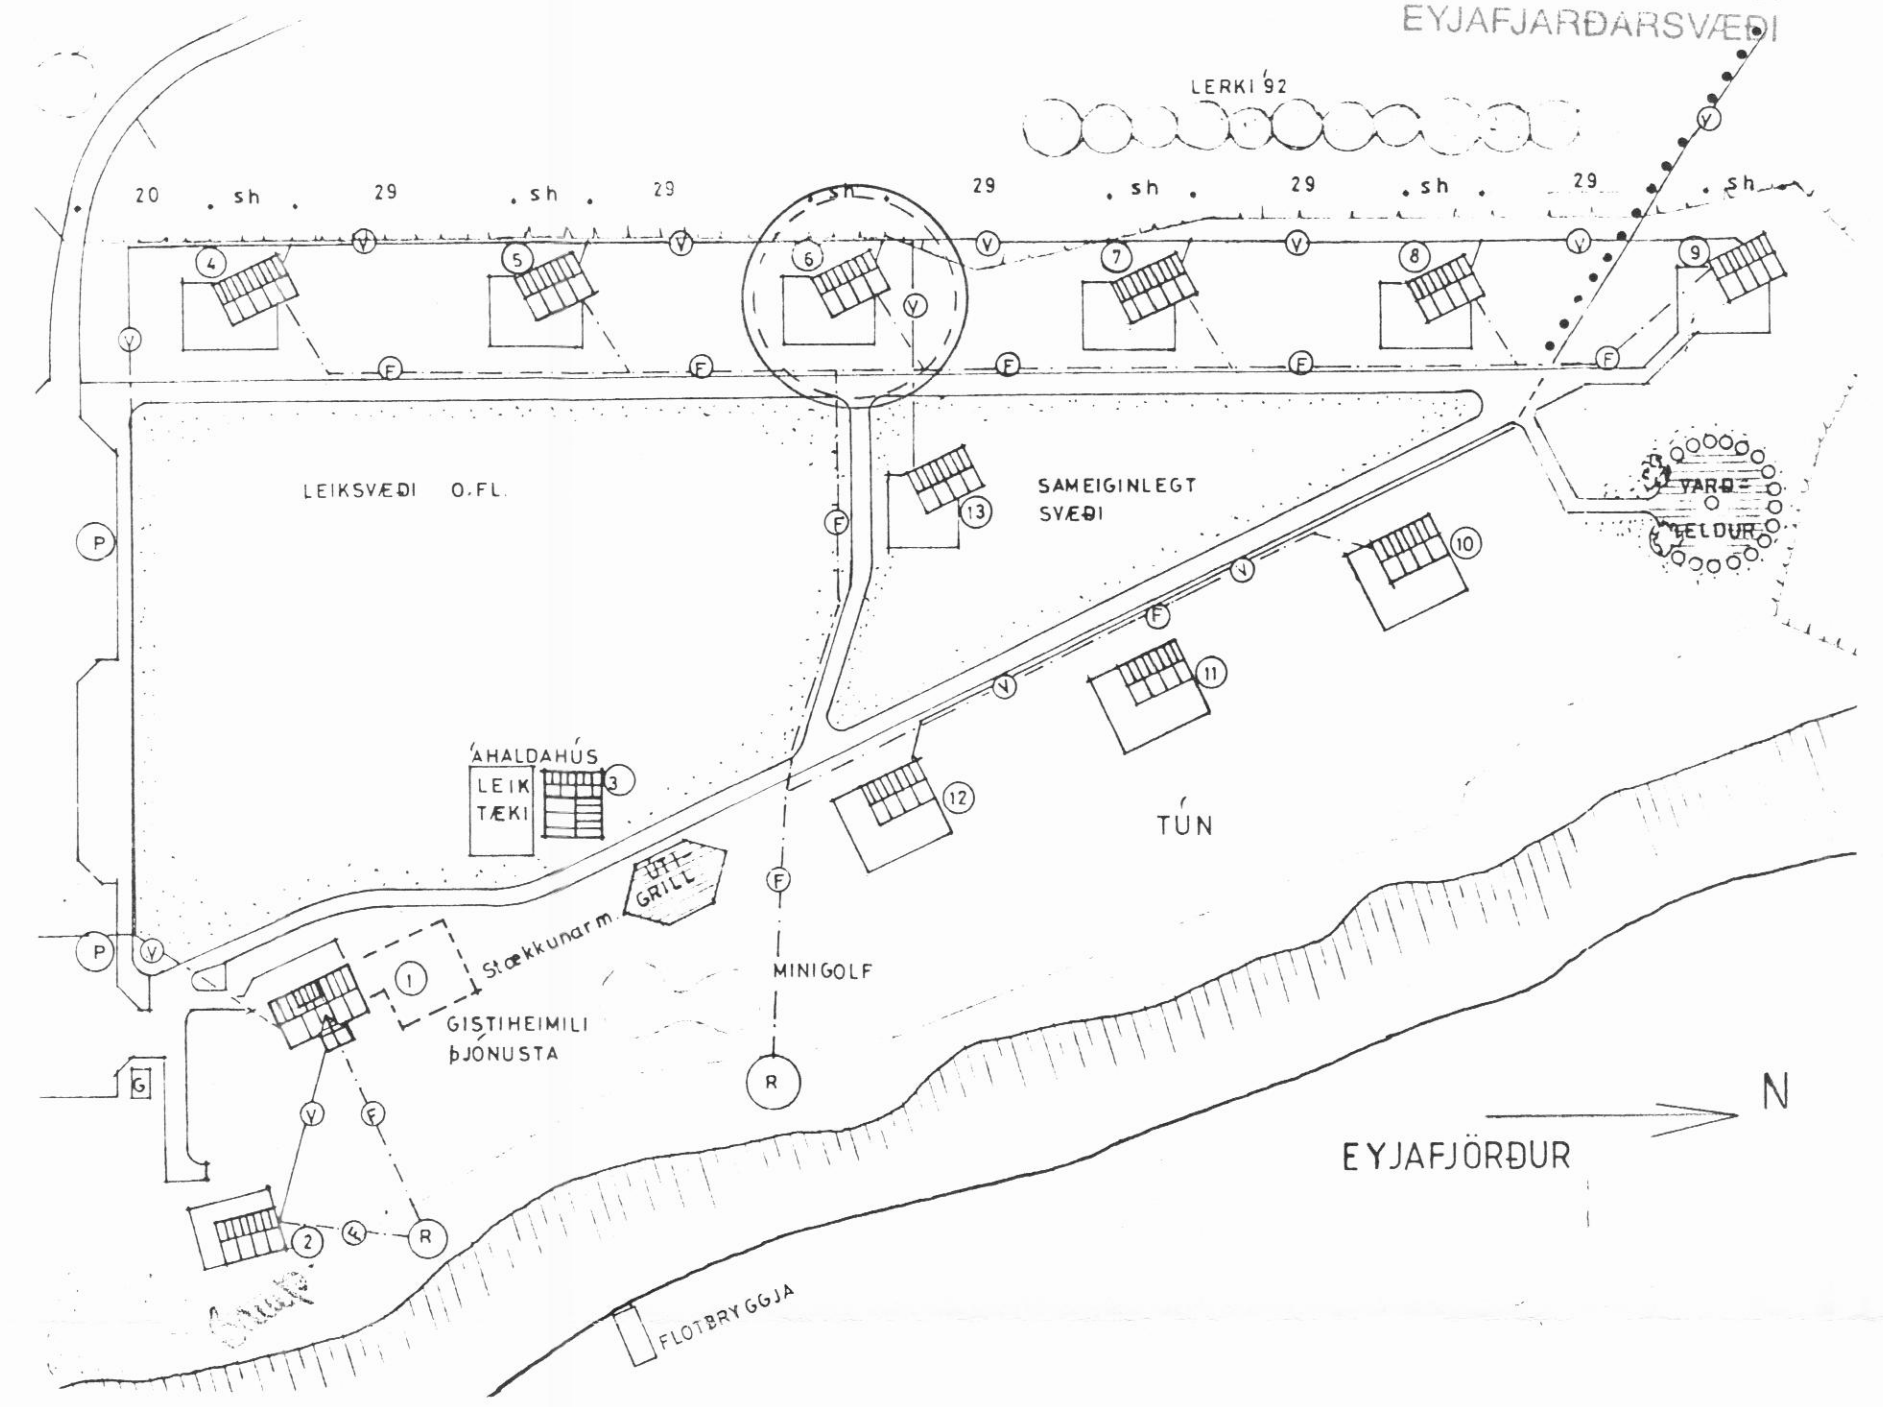 EYJAFJARÐARSVÆÐI
LERKI '92
20 sh 29 sh 29 sh 29 sh 29 sh 29 sh
V
4 V 5 V 6 V 7 V 8 V 9
V V
F F F F F
LEIKSVÆÐI O.FL.
SAMEIGINLEGT
SVÆÐI
VARÐ-
ELDUR
13
P
F
10
V
F
11
V
ÁHALDAHÚS
LEIK
TÆKI
3
12
TÚN
ÚTI-
GRILL
F
Stækkunarm.
P V
1
MINIGOLF
GISTIHEIMILI
ÞJÓNUSTA
G
R
V F
N
EYJAFJÖRÐUR
2 F R
FLOTBRYGGJA